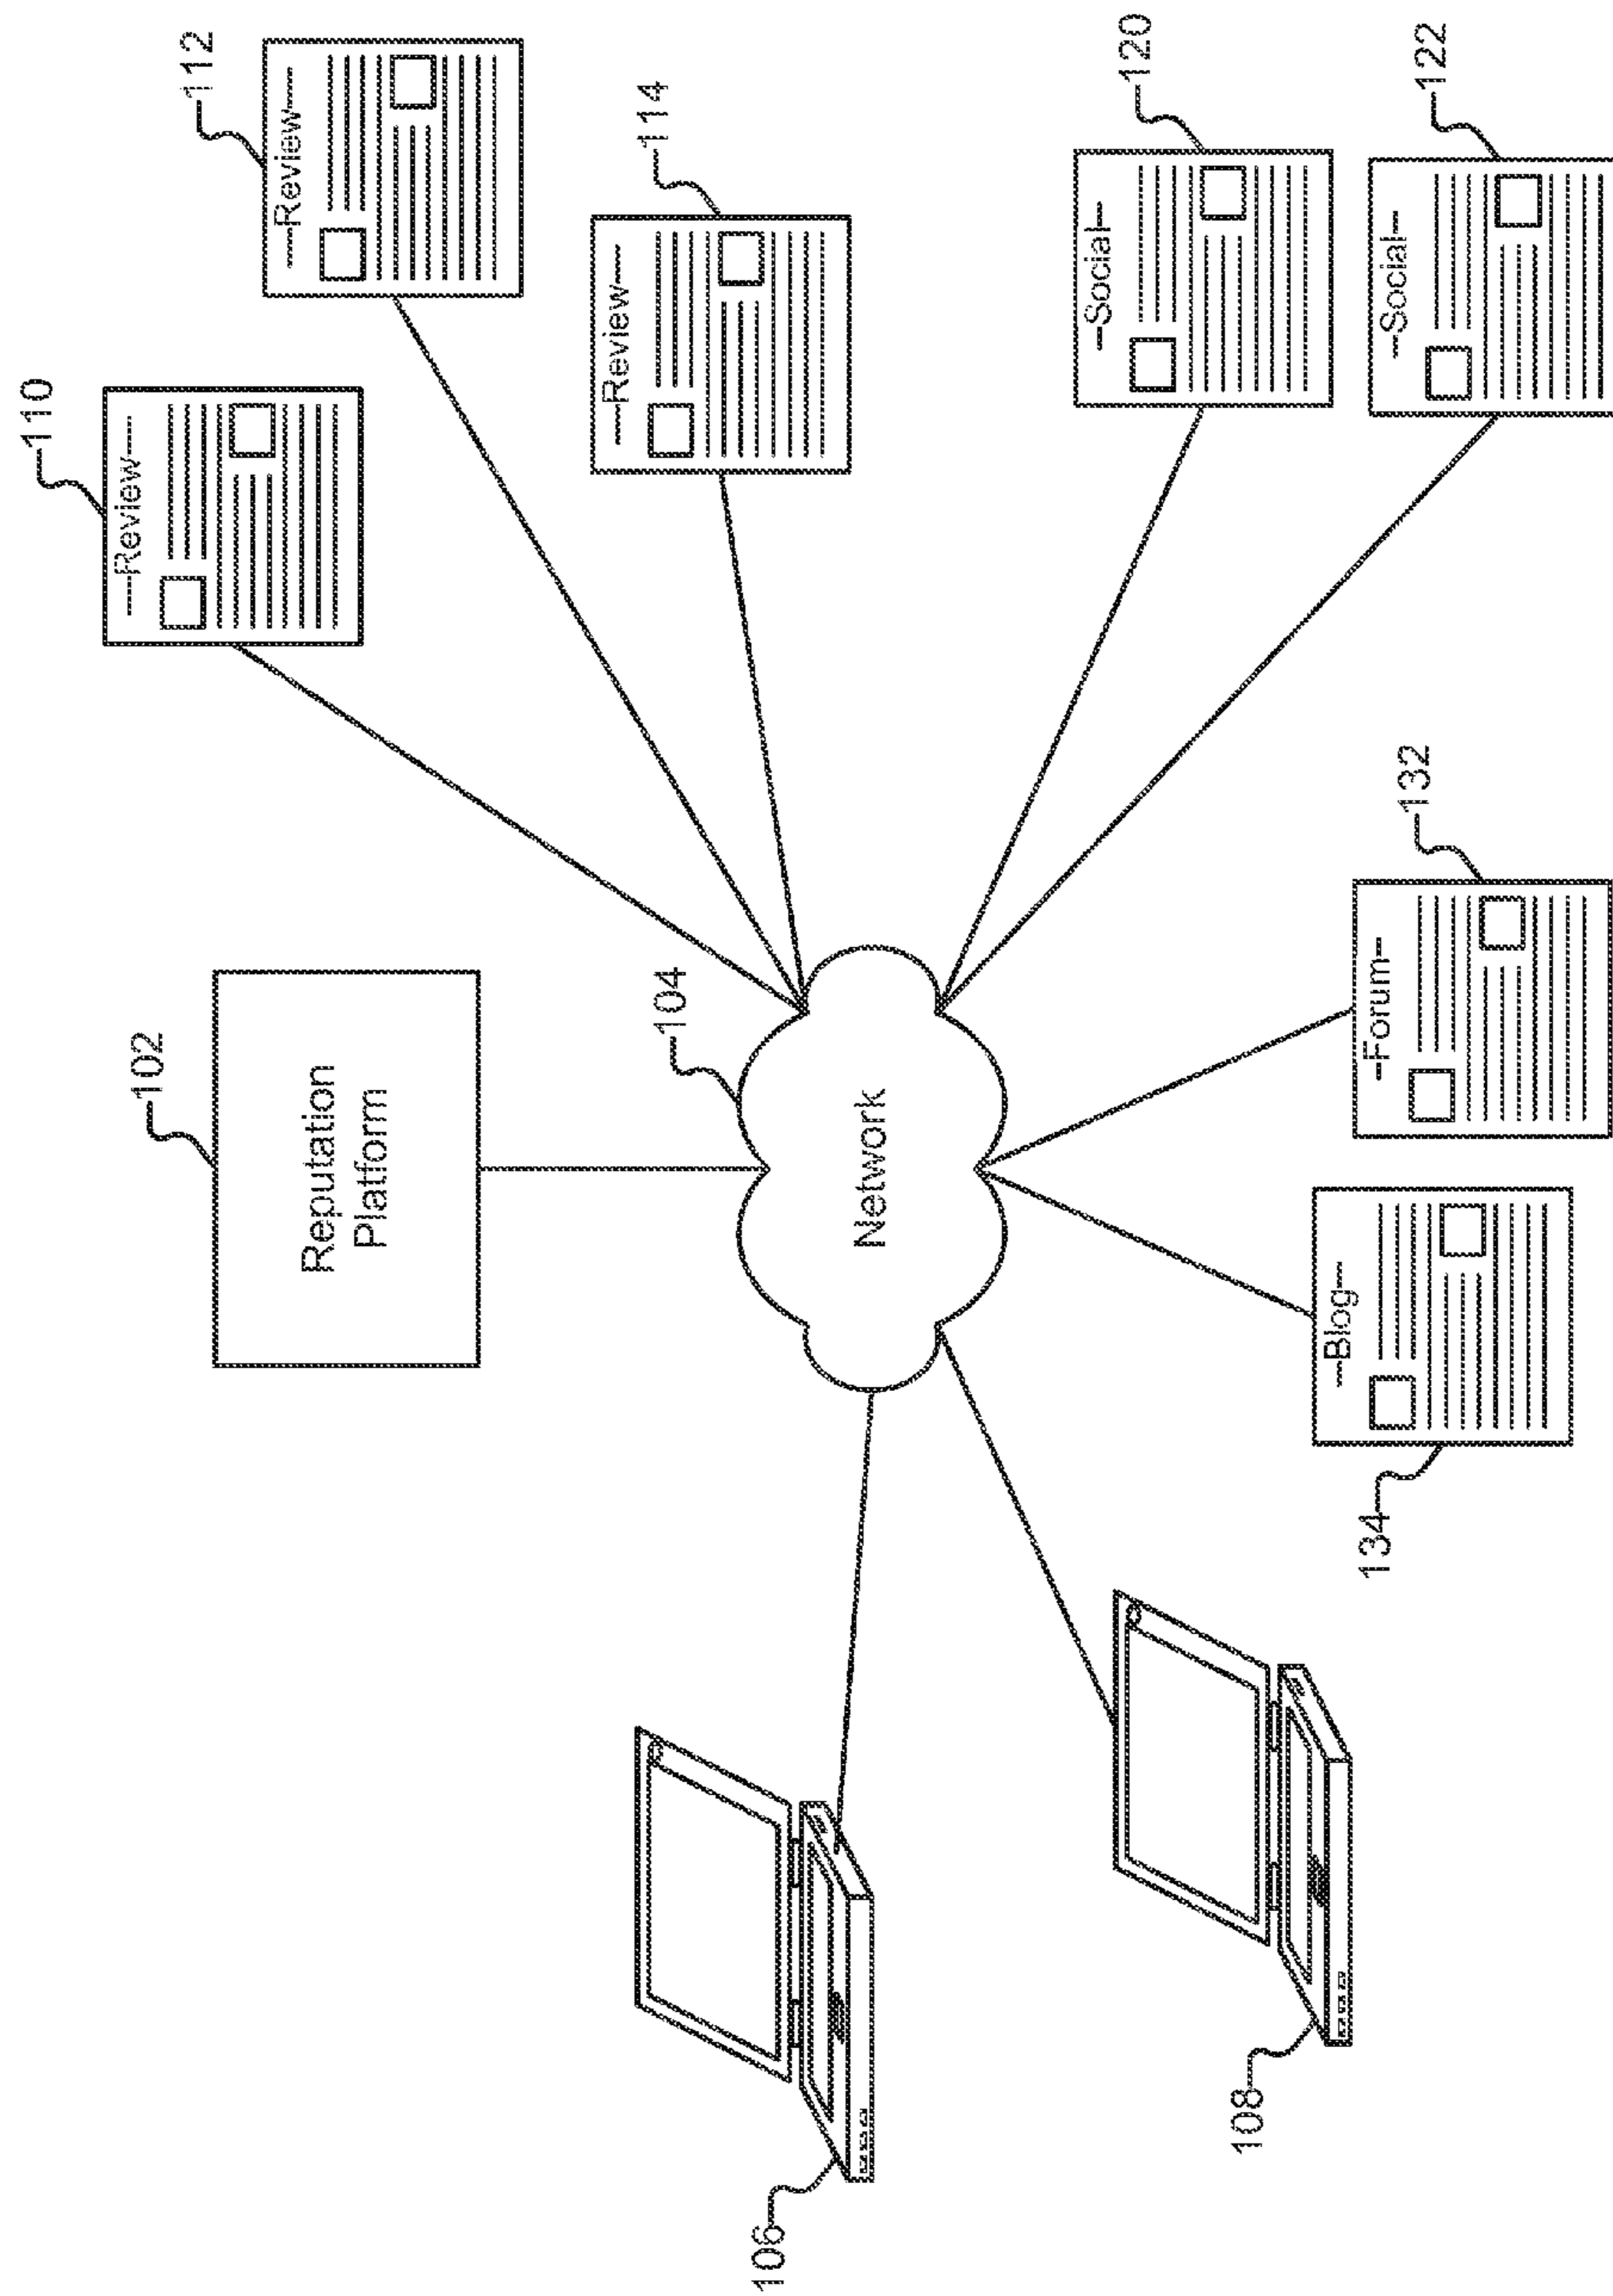 102
Reputation
Platform
110
----Review----
112
----Review----
114
----Review----
104
Network
106
108
120
--Social--
122
--Social--
132
--Forum--
134
---Blog---